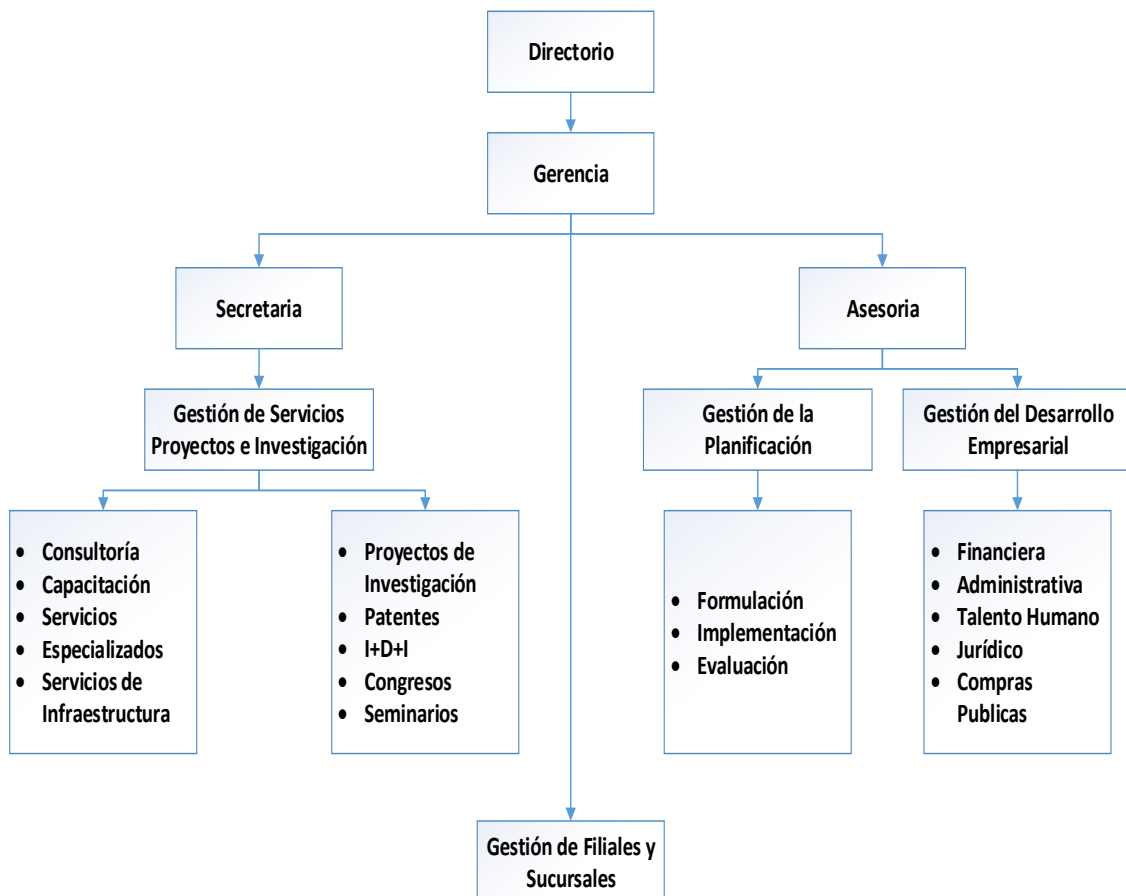 Directorio
Gerencia
Secretaria
Asesoria
Gestión de Servicios
Proyectos e Investigación
Gestión de la
Planificación
Gestión del Desarrollo
Empresarial
• Consultoría
• Capacitación
• Servicios
• Especializados
• Servicios de
Infraestructura
• Proyectos de
Investigación
• Patentes
• I+D+I
• Congresos
• Seminarios
• Formulación
• Implementación
• Evaluación
• Financiera
• Administrativa
• Talento Humano
• Jurídico
• Compras
Publicas
Gestión de Filiales y
Sucursales